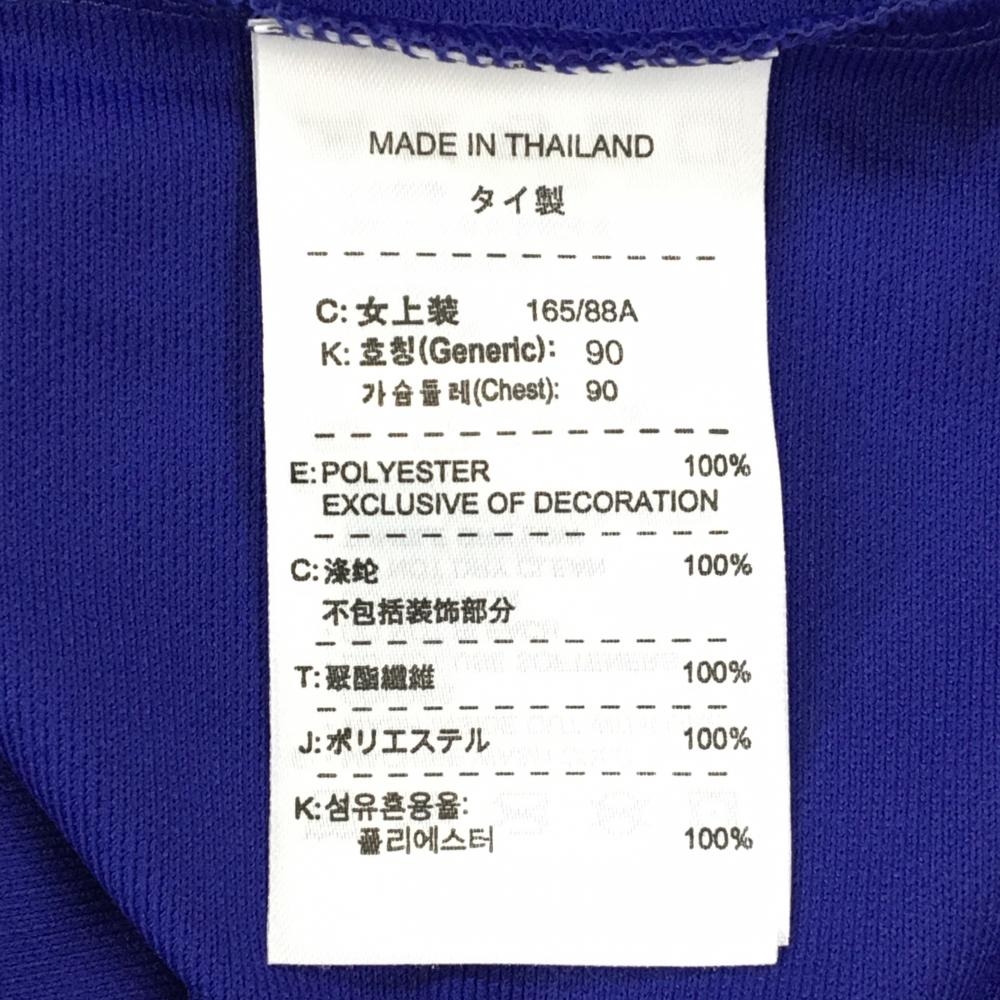 MADE IN THAILAND
タイ製
C: 女上装 165/88A
K: 호칭(Generic): 90
가슴둘레(Chest): 90
E: POLYESTER 100%
EXCLUSIVE OF DECORATION
C: 涤纶 100%
不包括装饰部分
T: 聚酯纖維 100%
J: ポリエステル 100%
K: 섬유혼용율:
폴리에스터 100%